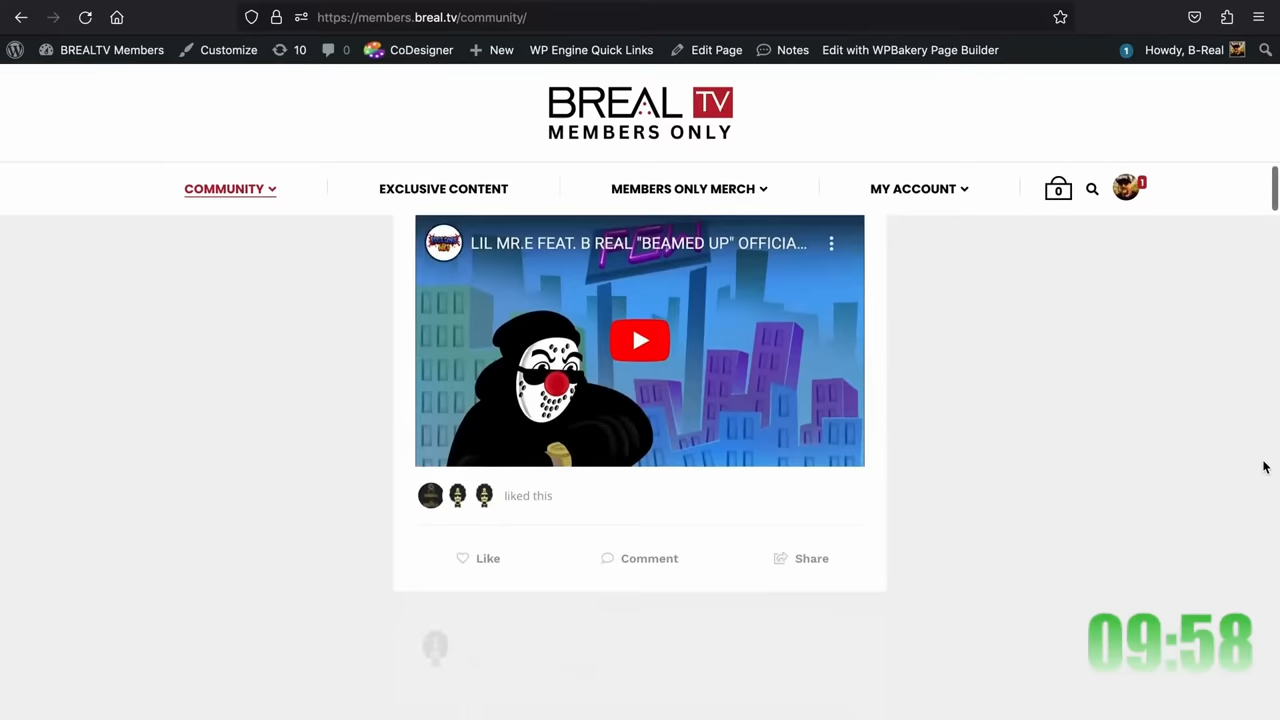 https://members.breal.tv/community/
BREALTV Members
Customize
10
0
CoDesigner
New
WP Engine Quick Links
Edit Page
Notes
Edit with WPBakery Page Builder
1
Howdy, B-Real
BREAL TV
MEMBERS ONLY
COMMUNITY
EXCLUSIVE CONTENT
MEMBERS ONLY MERCH
MY ACCOUNT
0
1
LIL MR.E FEAT. B REAL "BEAMED UP" OFFICIA...
liked this
Like
Comment
Share
09:58